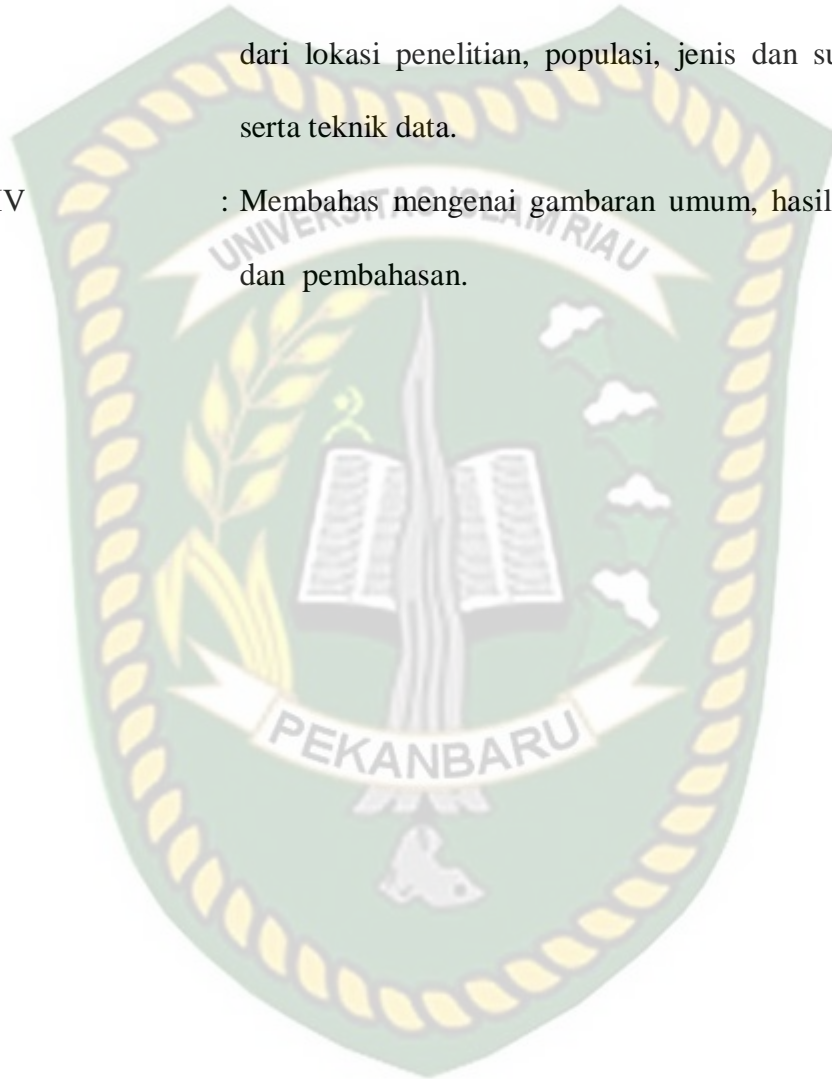 dari lokasi penelitian, populasi, jenis dan
serta teknik data.
IV : Membahas mengenai gambaran umum, hasil
UNIVERSITAS ISLAM RIAU
dan pembahasan.
PEKANBARU